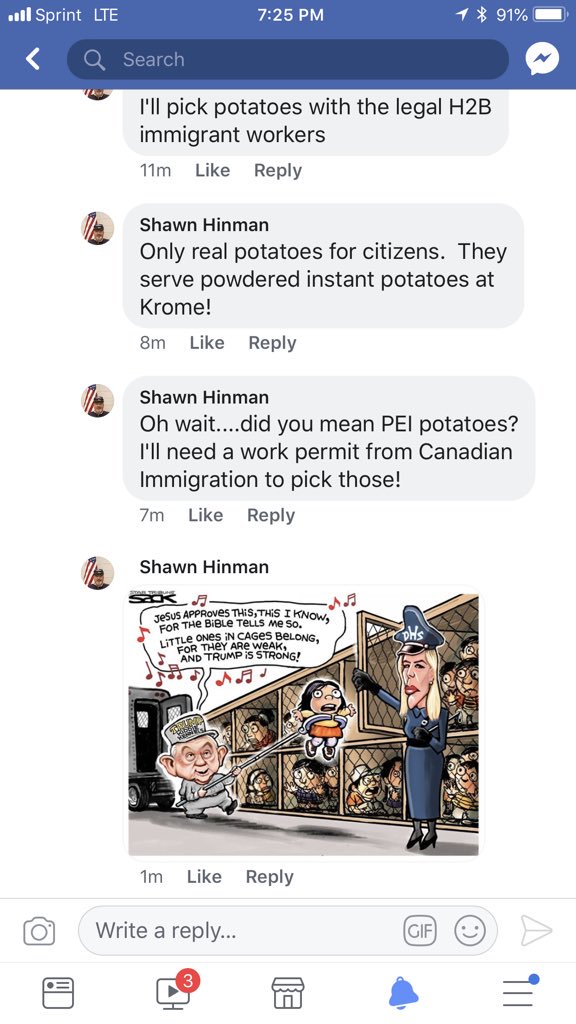 Sprint LTE 7:25 PM 91%
Search
I'll pick potatoes with the legal H2B
immigrant workers
11m Like Reply
Shawn Hinman
Only real potatoes for citizens. They
serve powdered instant potatoes at
Krome!
8m Like Reply
Shawn Hinman
Oh wait....did you mean PEI potatoes?
I'll need a work permit from Canadian
Immigration to pick those!
7m Like Reply
Shawn Hinman
STAR TRIBUNE
SACK
JESUS APPROVES THIS, THIS I KNOW,
FOR THE BIBLE TELLS ME SO.
LITTLE ONES IN CAGES BELONG,
FOR THEY ARE WEAK,
AND TRUMP IS STRONG!
DHS
TRUMP
1m Like Reply
Write a reply...
GIF
3